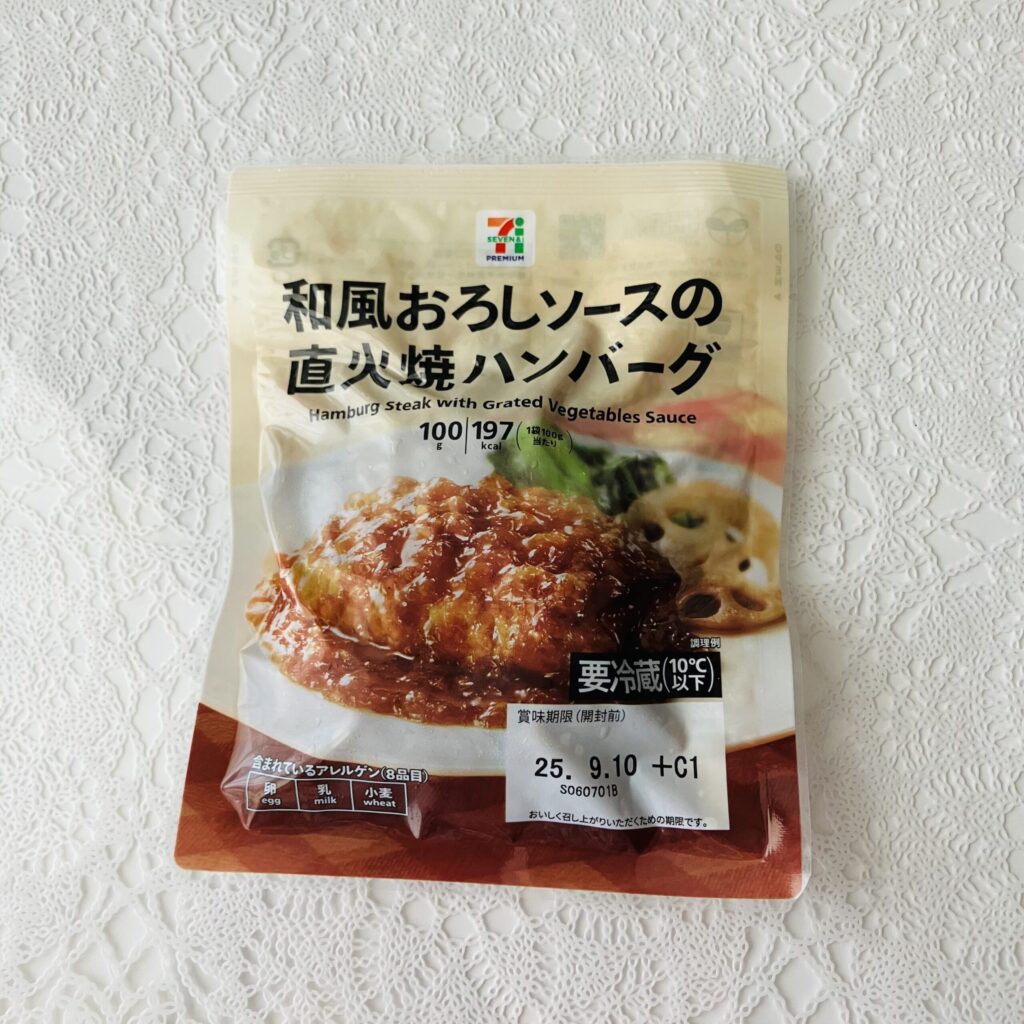 SEVEN & i
PREMIUM
和風おろしソースの
直火焼ハンバーグ
Hamburg Steak with Grated Vegetables Sauce
100g 197kcal (1袋100g当たり)
調理例
要冷蔵(10℃以下)
賞味期限(開封前)
25. 9.10 +C1
S060701B
おいしく召し上がりいただくための期限です。
含まれているアレルゲン(8品目)
卵 egg 乳 milk 小麦 wheat